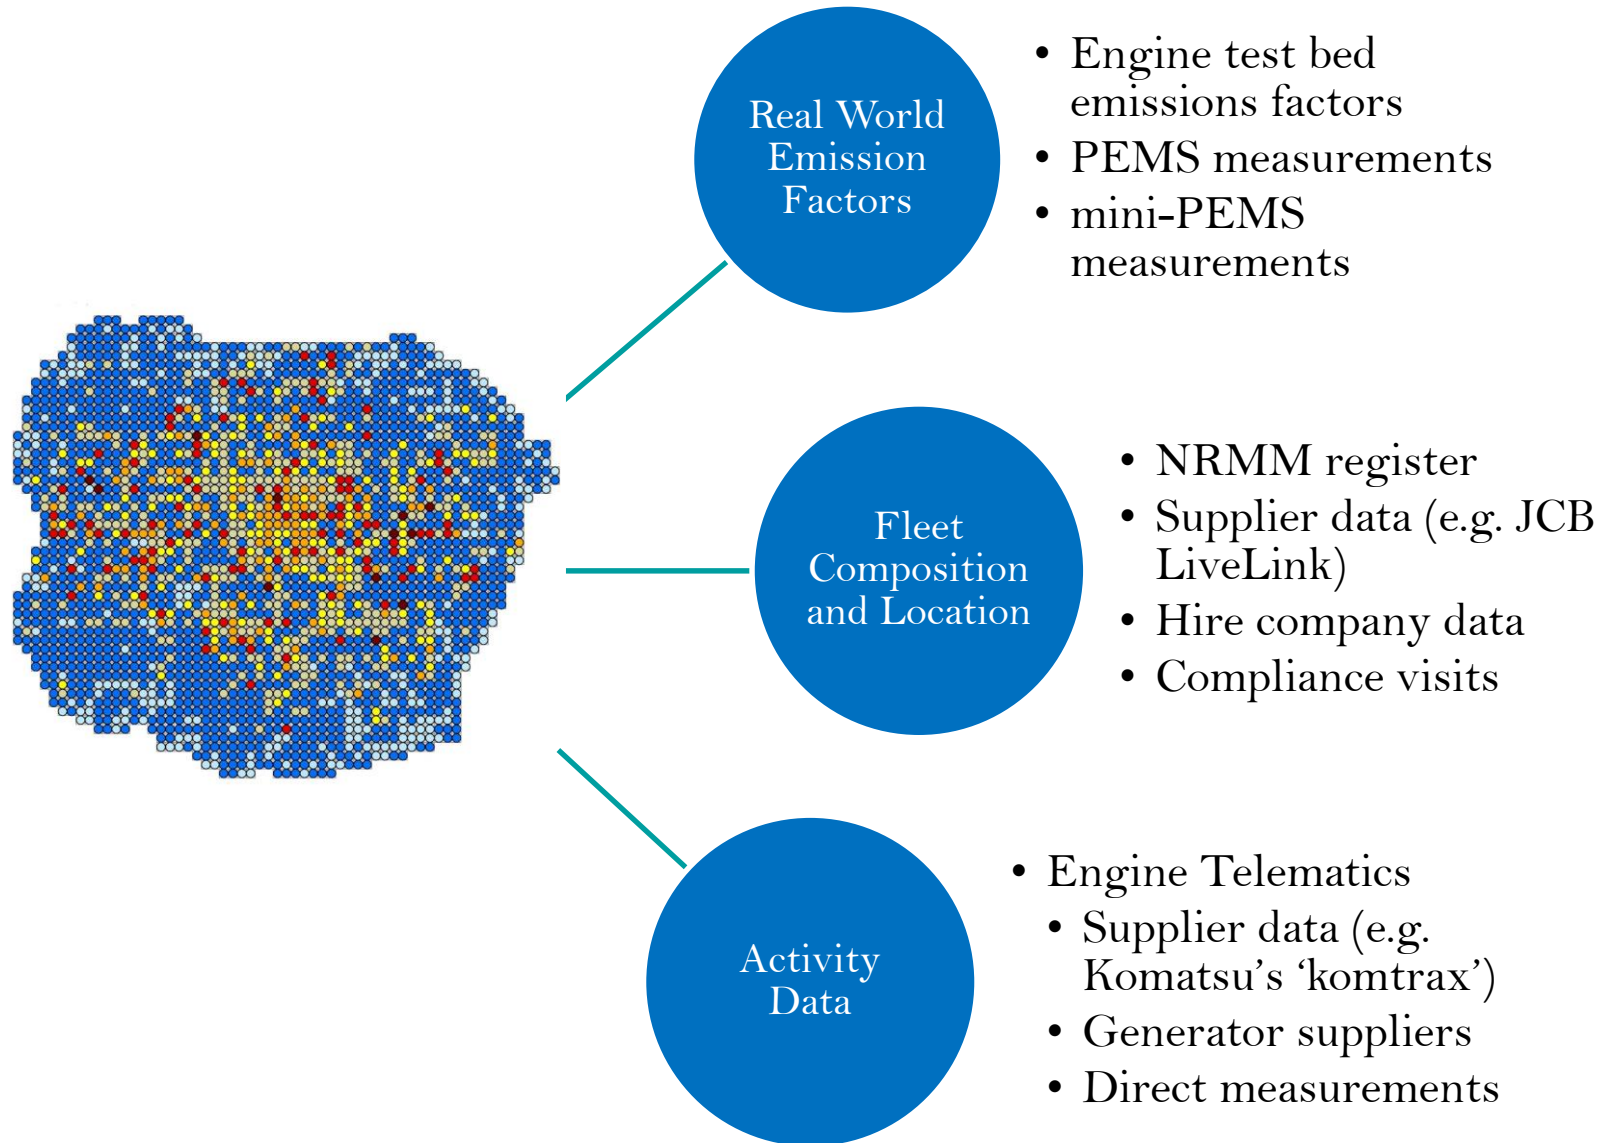 Real World
Emission
Factors
• Engine test bed
emissions factors
• PEMS measurements
• mini-PEMS
measurements
Fleet
Composition
and Location
• NRMM register
• Supplier data (e.g. JCB
LiveLink)
• Hire company data
• Compliance visits
Activity
Data
• Engine Telematics
• Supplier data (e.g.
Komatsu’s ‘komtrax’)
• Generator suppliers
• Direct measurements